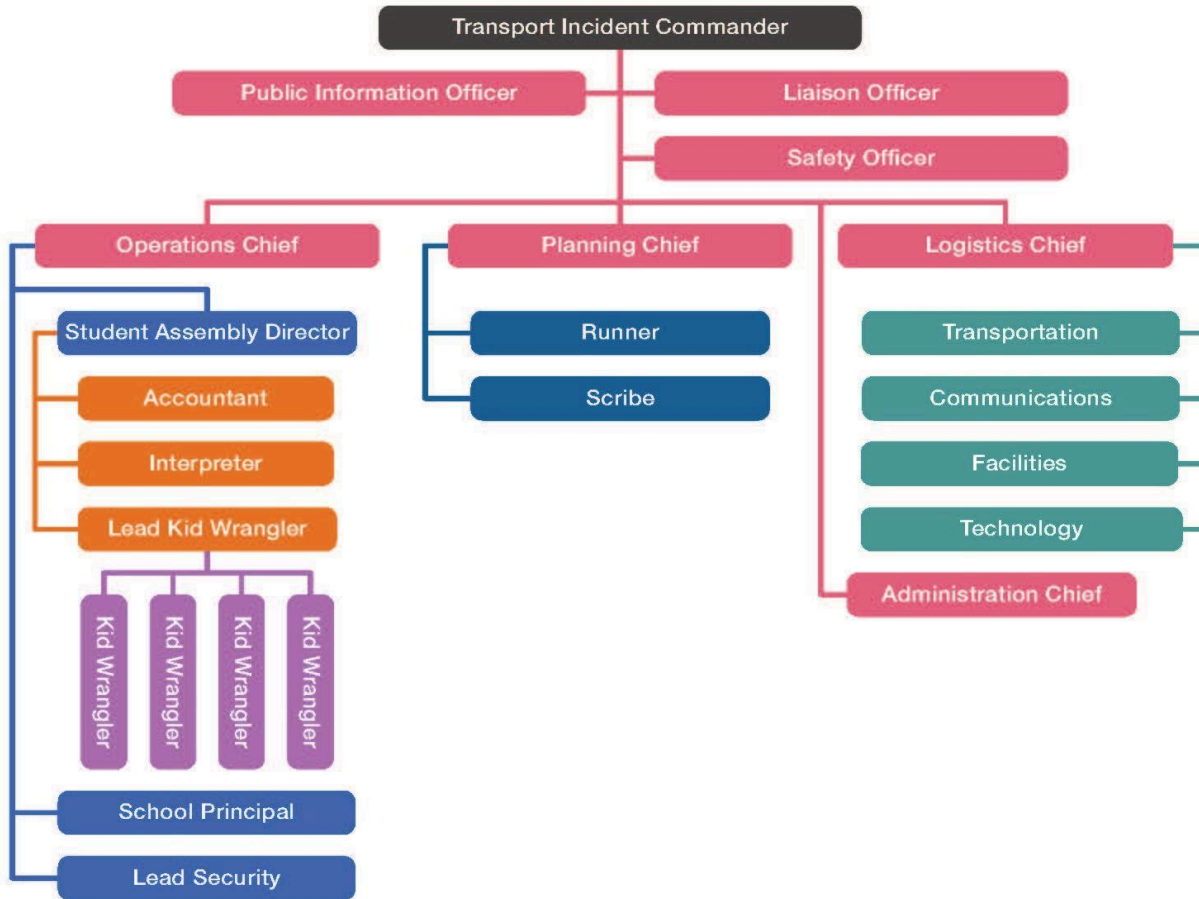 Transport Incident Commander
Public Information Officer
Liaison Officer
Safety Officer
Operations Chief
Planning Chief
Logistics Chief
Student Assembly Director
Runner
Transportation
Accountant
Scribe
Communications
Interpreter
Facilities
Lead Kid Wrangler
Technology
Administration Chief
Kid Wrangler
Kid Wrangler
Kid Wrangler
Kid Wrangler
School Principal
Lead Security